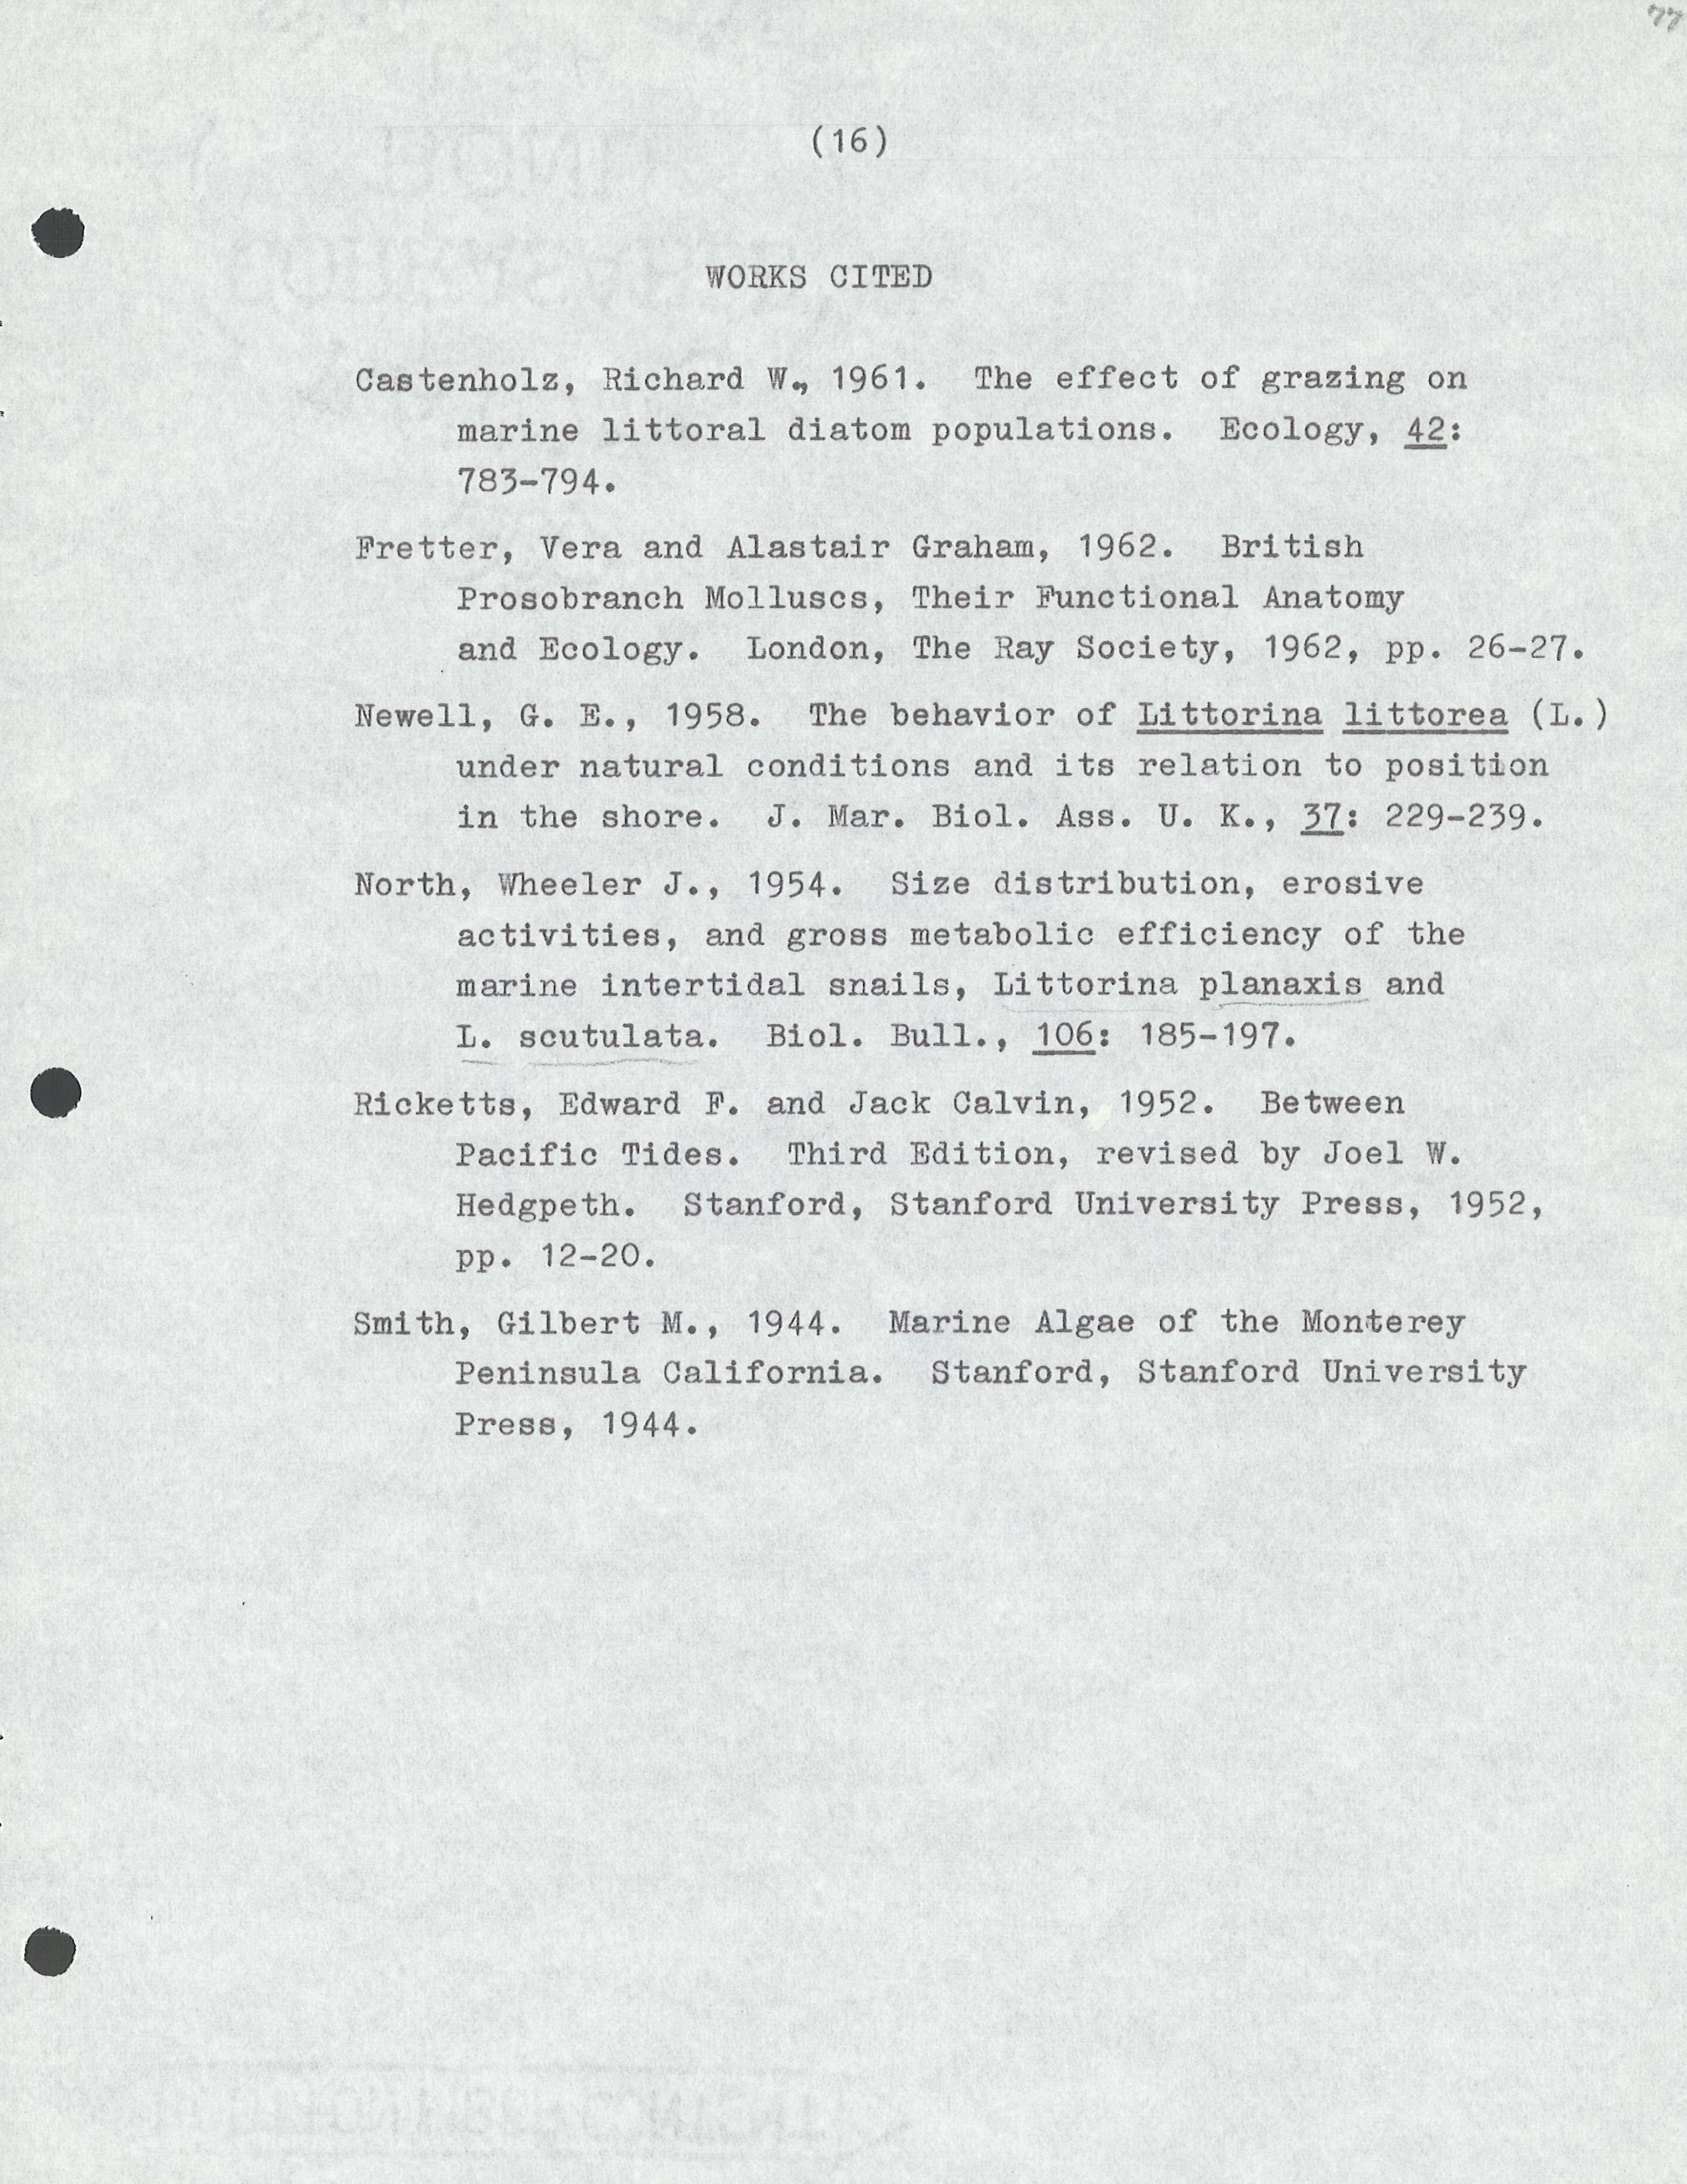 77
(16)
WORKS CITED
Castenholz, Richard W., 1961. The effect of grazing on
marine littoral diatom populations. Ecology, 42:
783-794.
Fretter, Vera and Alastair Graham, 1962. British
Prosobranch Molluscs, Their Functional Anatomy
and Ecology. London, The Ray Society, 1962, pp. 26-27.
Newell, G. E., 1958. The behavior of Littorina littorea (L.)
under natural conditions and its relation to position
in the shore. J. Mar. Biol. Ass. U. K., 37: 229-239.
North, Wheeler J., 1954. Size distribution, erosive
activities, and gross metabolic efficiency of the
marine intertidal snails, Littorina planaxis and
L. scutulata. Biol. Bull., 106: 185-197.
Ricketts, Edward F. and Jack Calvin, 1952. Between
Pacific Tides. Third Edition, revised by Joel W.
Hedgpeth. Stanford, Stanford University Press, 1952,
pp. 12-20.
Smith, Gilbert M., 1944. Marine Algae of the Monterey
Peninsula California. Stanford, Stanford University
Press, 1944.